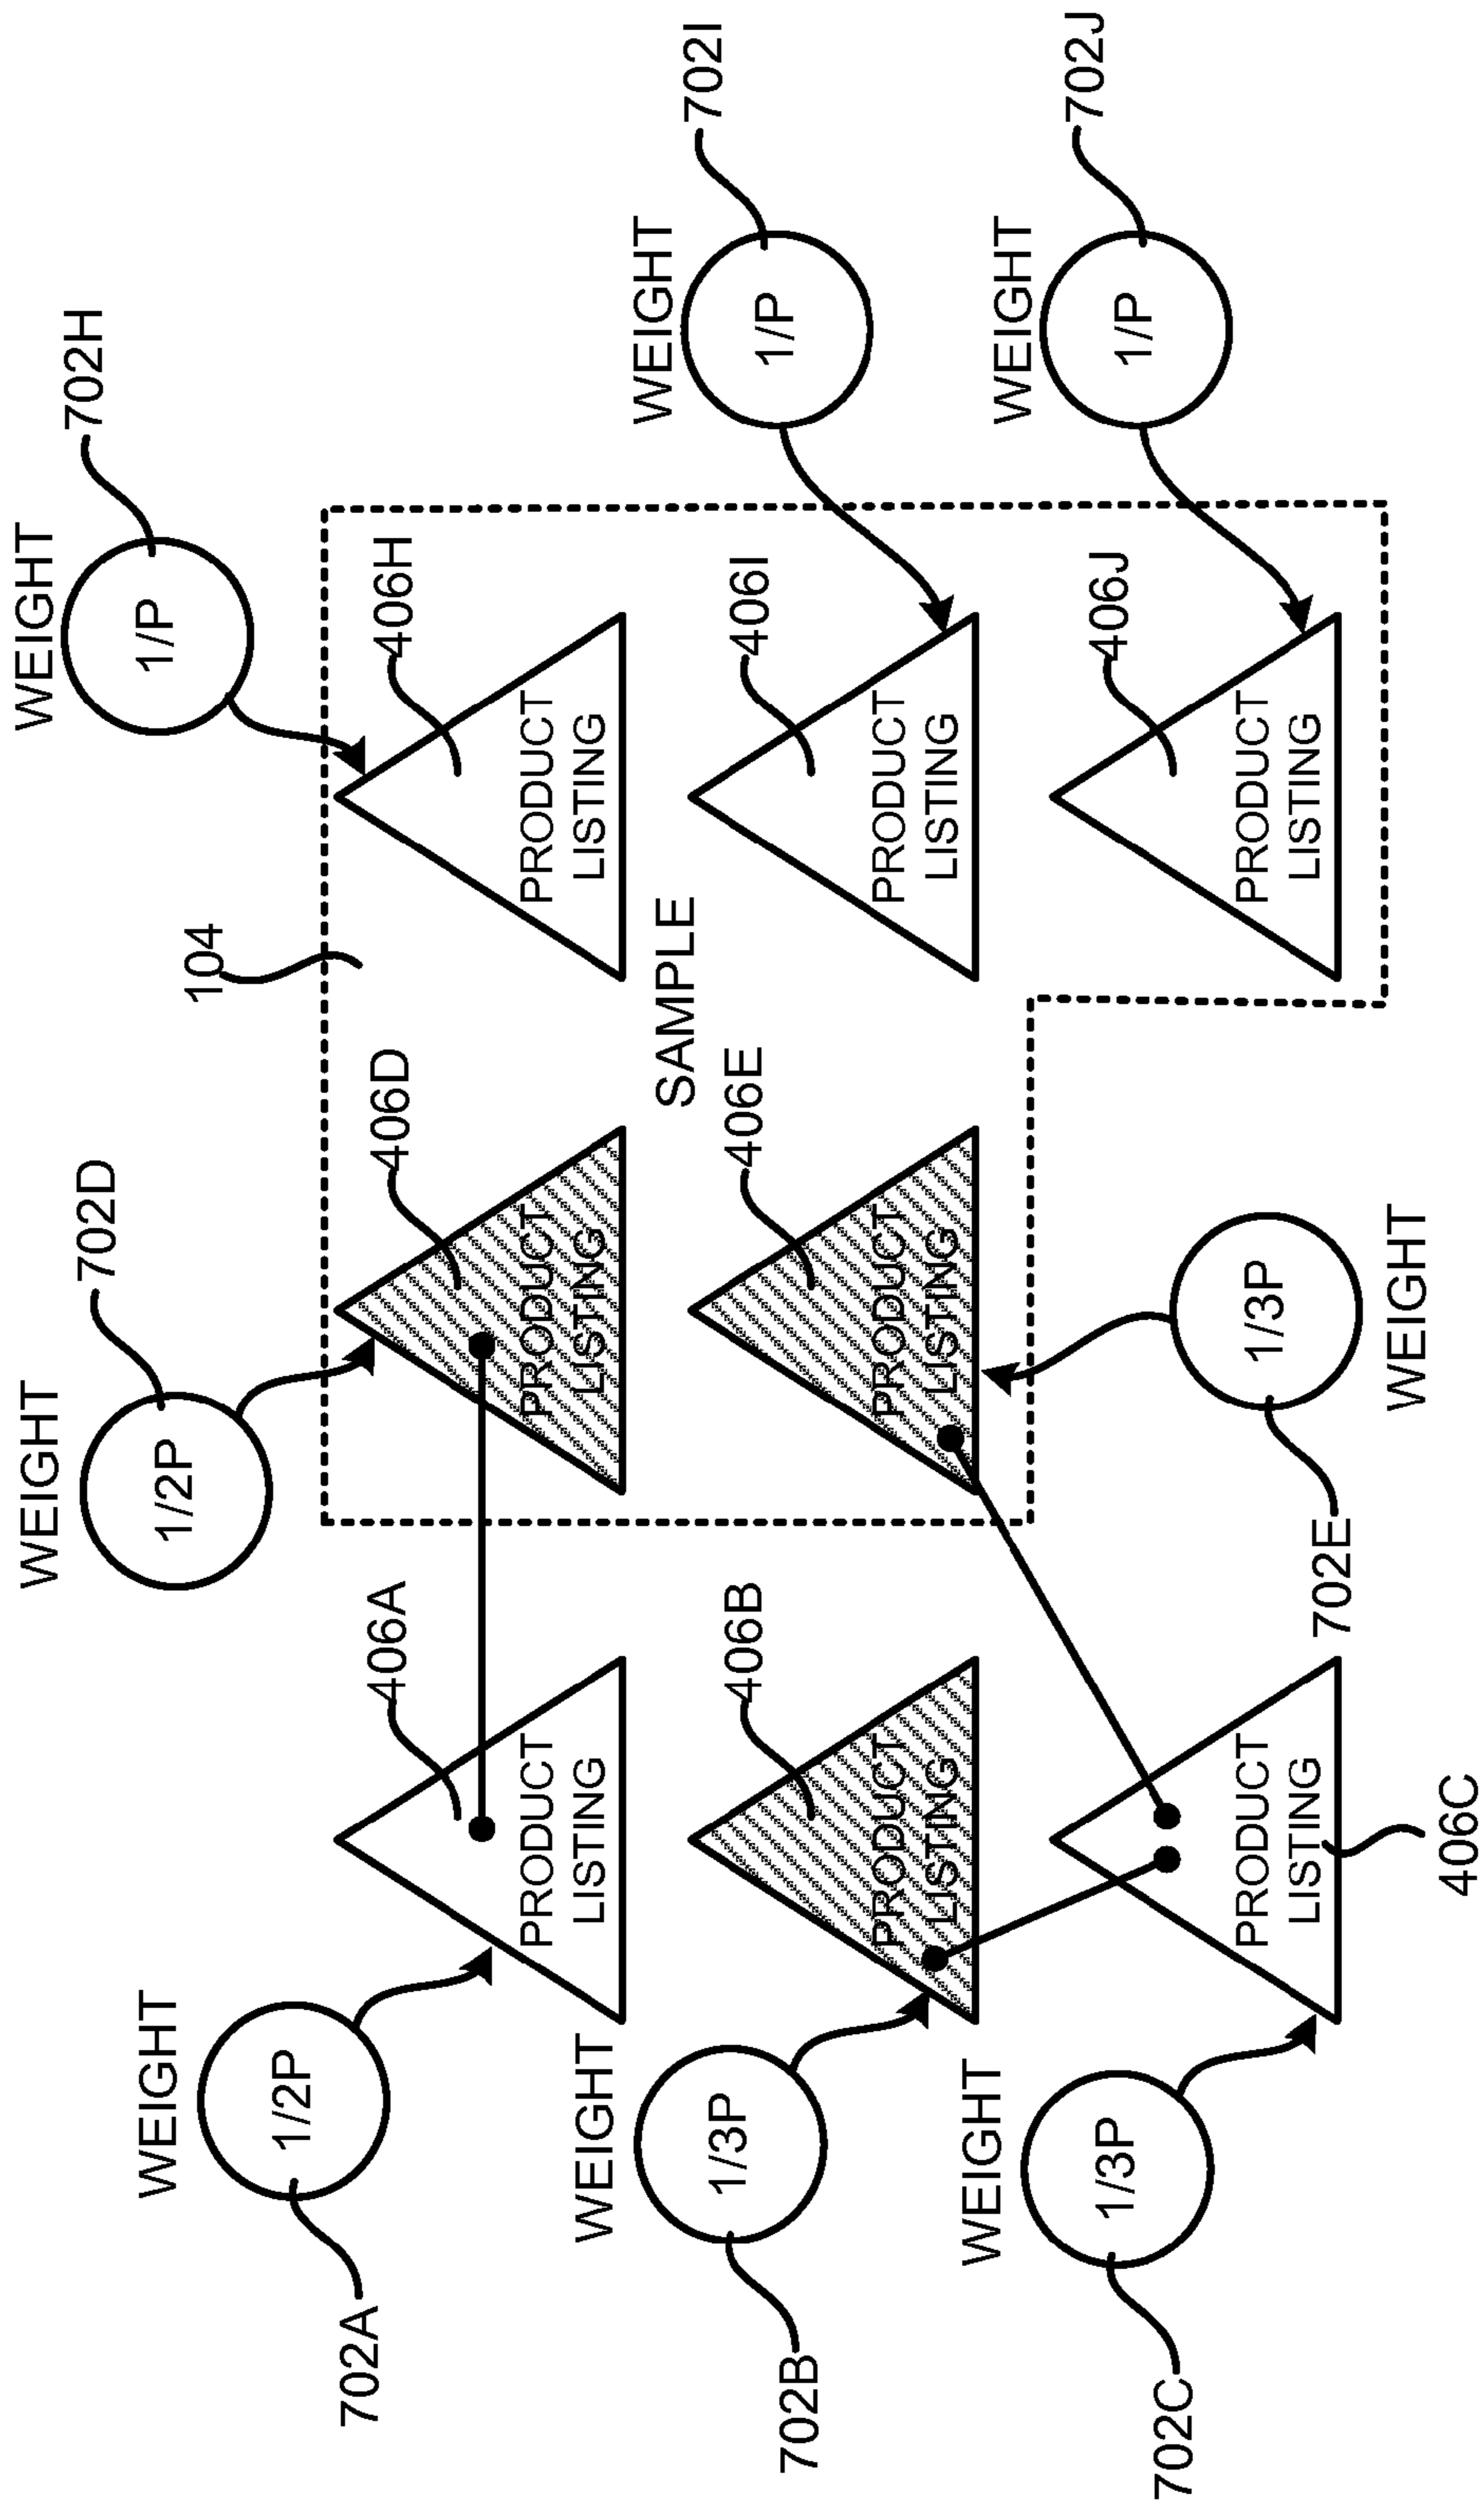 WEIGHT
1/2P
702D
WEIGHT
1/P
702H
WEIGHT
1/2P
702A
104
406A
PRODUCT
LISTING
406D
PRODUCT
LISTING
406H
PRODUCT
LISTING
SAMPLE
WEIGHT
1/3P
702B
406B
PRODUCT
LISTING
406E
PRODUCT
LISTING
406I
PRODUCT
LISTING
WEIGHT
1/P
702I
WEIGHT
1/3P
702C
PRODUCT
LISTING
406C
1/3P
WEIGHT
702E
406J
PRODUCT
LISTING
WEIGHT
1/P
702J